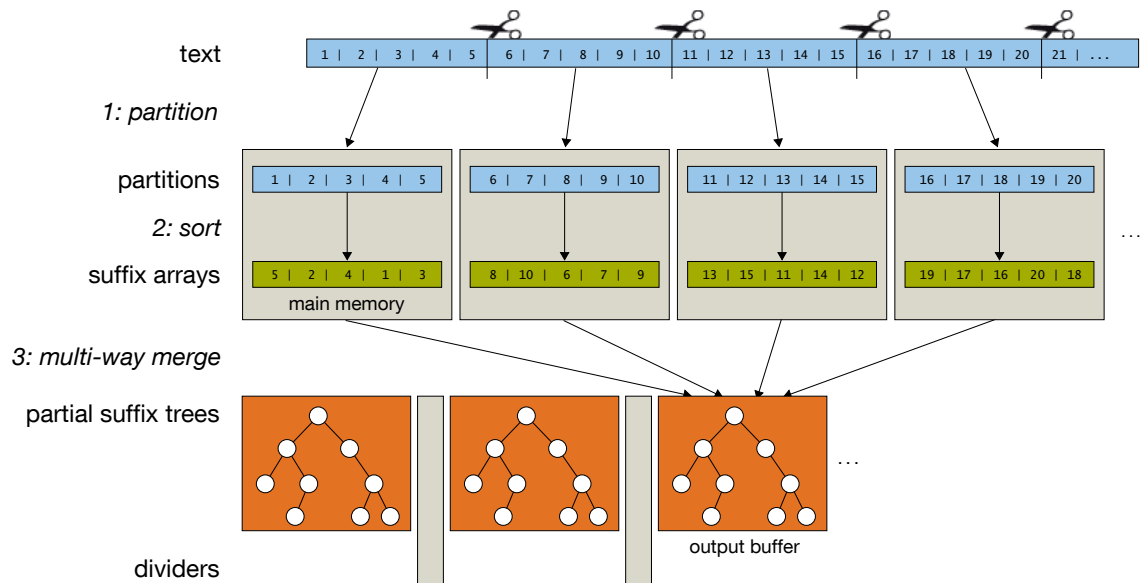 text 1 | 2 | 3 | 4 | 5 6 | 7 | 8 | 9 | 10 11 | 12 | 13 | 14 | 15 16 | 17 | 18 | 19 | 20 21 | ...
1: partition
partitions 1 | 2 | 3 | 4 | 5 6 | 7 | 8 | 9 | 10 11 | 12 | 13 | 14 | 15 16 | 17 | 18 | 19 | 20
2: sort ...
suffix arrays 5 | 2 | 4 | 1 | 3 8 | 10 | 6 | 7 | 9 13 | 15 | 11 | 14 | 12 19 | 17 | 16 | 20 | 18
main memory
3: multi-way merge
partial suffix trees
...
output buffer
dividers